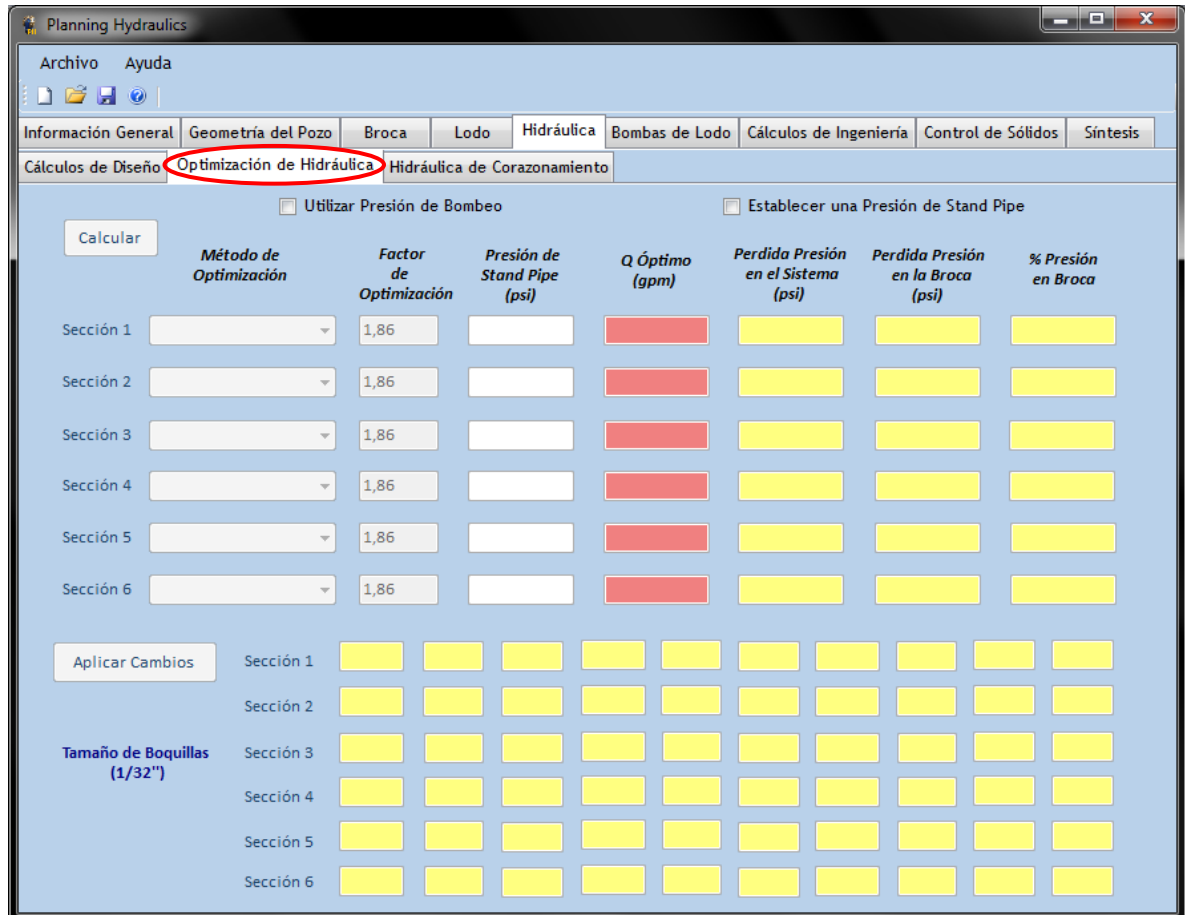 Planning Hydraulics
Archivo Ayuda
Información General Geometría del Pozo Broca Lodo Hidráulica Bombas de Lodo Cálculos de Ingeniería Control de Sólidos Síntesis
Cálculos de Diseño Optimización de Hidráulica Hidráulica de Corazonamiento
Utilizar Presión de Bombeo Establecer una Presión de Stand Pipe
Calcular
Método de Optimización
Factor de Optimización
Presión de Stand Pipe (psi)
Q Óptimo (gpm)
Perdida Presión en el Sistema (psi)
Perdida Presión en la Broca (psi)
% Presión en Broca
Sección 1 1,86
Sección 2 1,86
Sección 3 1,86
Sección 4 1,86
Sección 5 1,86
Sección 6 1,86
Aplicar Cambios Sección 1
Sección 2
Tamaño de Boquillas (1/32") Sección 3
Sección 4
Sección 5
Sección 6